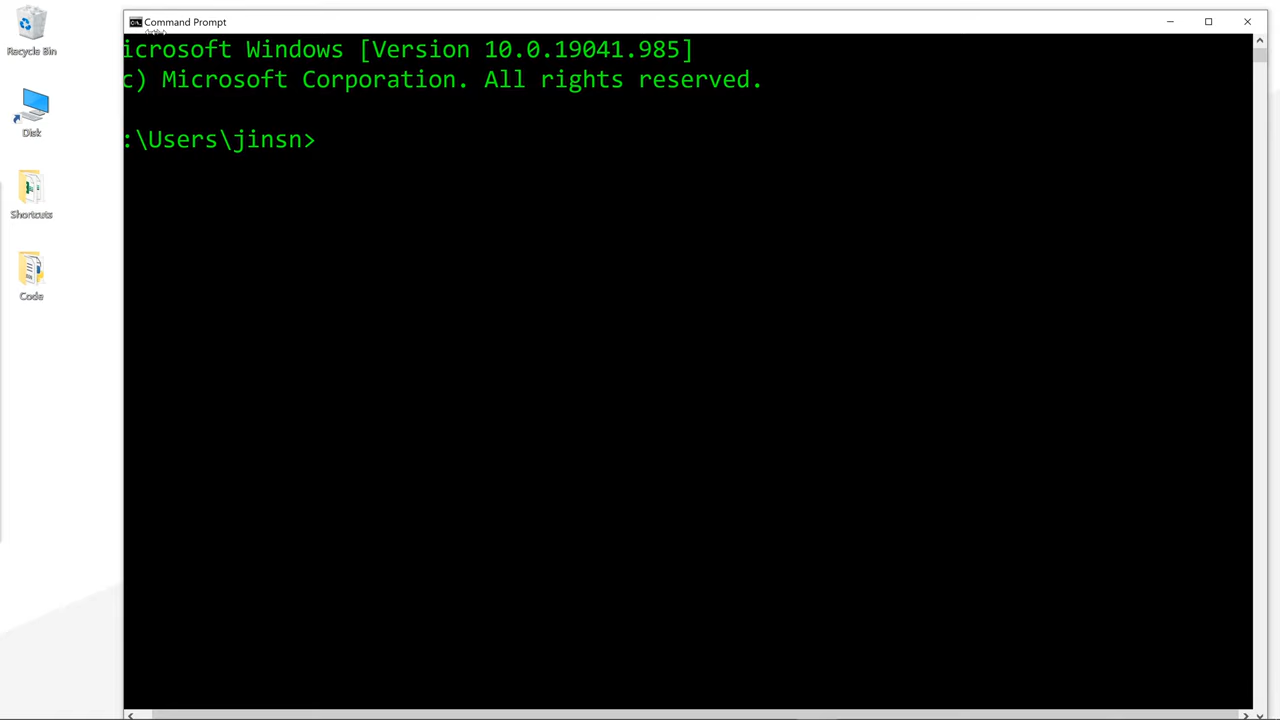 Command Prompt
icrosoft Windows [Version 10.0.19041.985]
c) Microsoft Corporation. All rights reserved.
:\Users\jinsn>
Recycle Bin
Disk
Shortcuts
Code